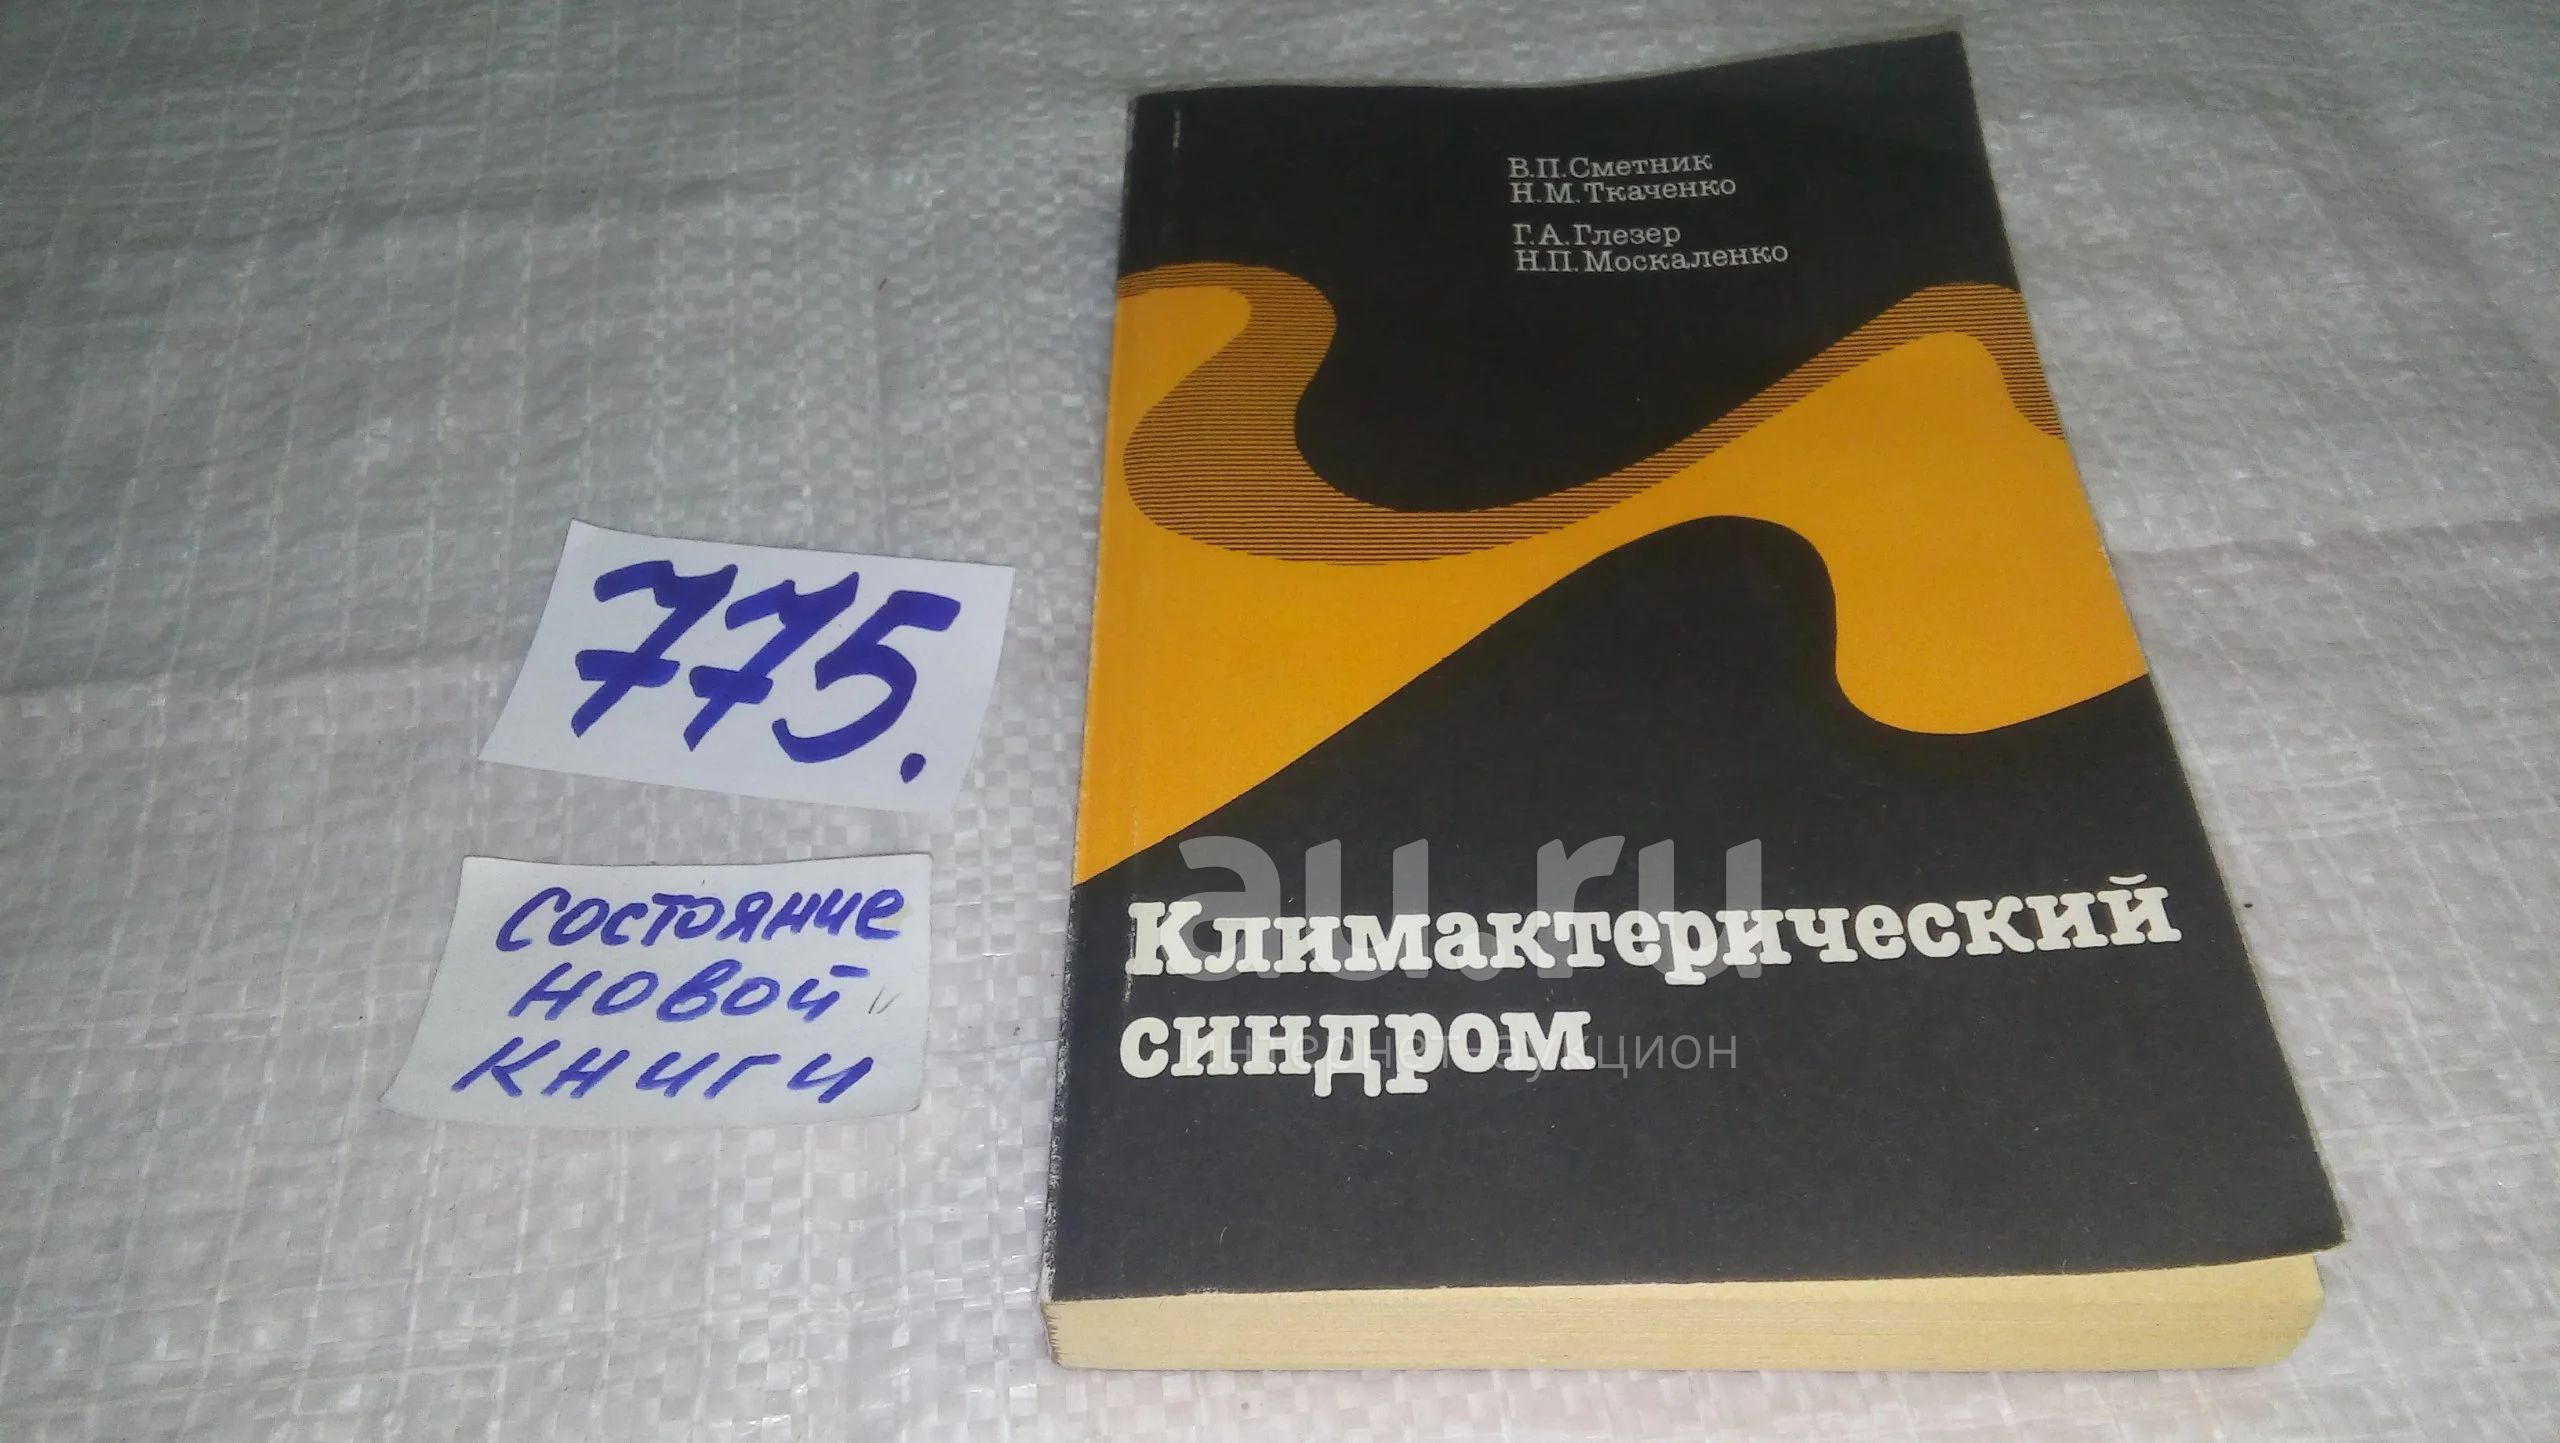 775.
состояние
новой
книги
В.П.Сметник
Н.М.Ткаченко
Г.А.Глезер
Н.П.Москаленко
Климактерический
синдром
au.ru
интернет-аукцион